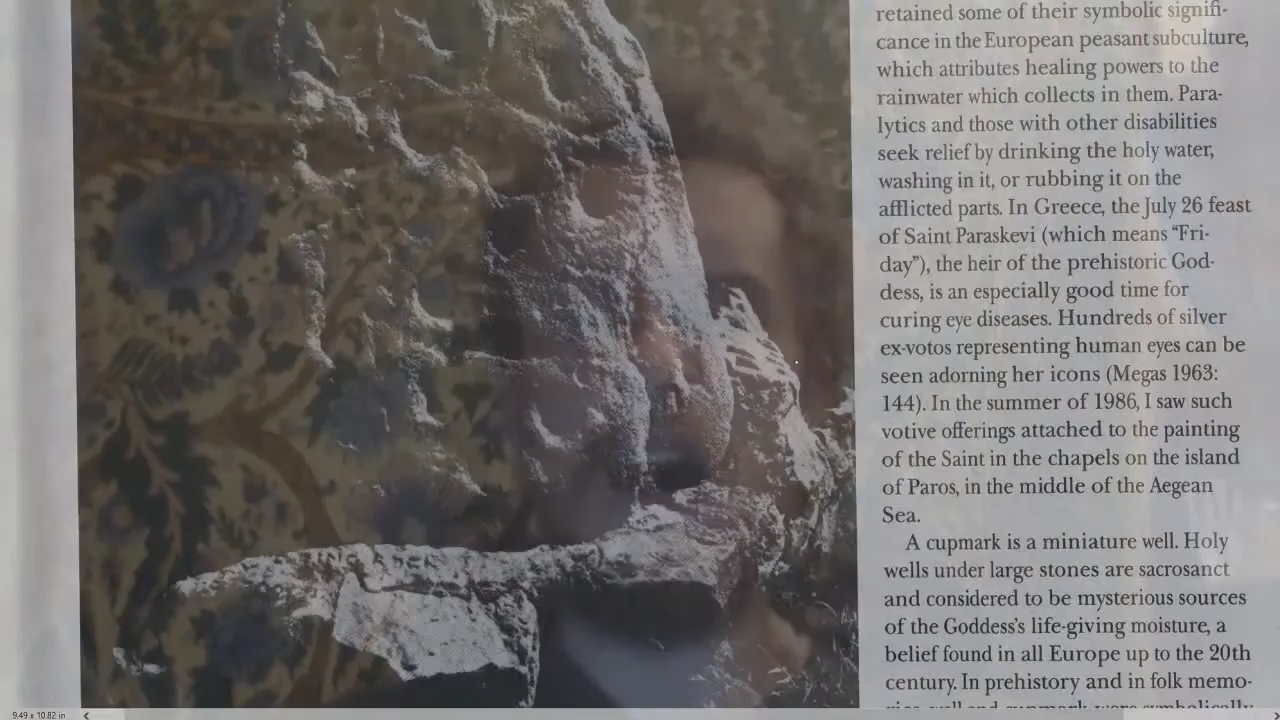 retained some of their symbolic signifi-
cance in the European peasant subculture,
which attributes healing powers to the
rainwater which collects in them. Para-
lytics and those with other disabilities
seek relief by drinking the holy water,
washing in it, or rubbing it on the
afflicted parts. In Greece, the July 26 feast
of Saint Paraskevi (which means “Fri-
day”), the heir of the prehistoric God-
dess, is an especially good time for
curing eye diseases. Hundreds of silver
ex-votos representing human eyes can be
seen adorning her icons (Megas 1963:
144). In the summer of 1986, I saw such
votive offerings attached to the painting
of the Saint in the chapels on the island
of Paros, in the middle of the Aegean
Sea.
A cupmark is a miniature well. Holy
wells under large stones are sacrosanct
and considered to be mysterious sources
of the Goddess's life-giving moisture, a
belief found in all Europe up to the 20th
century. In prehistory and in folk memo-
9.49 x 10.82 in